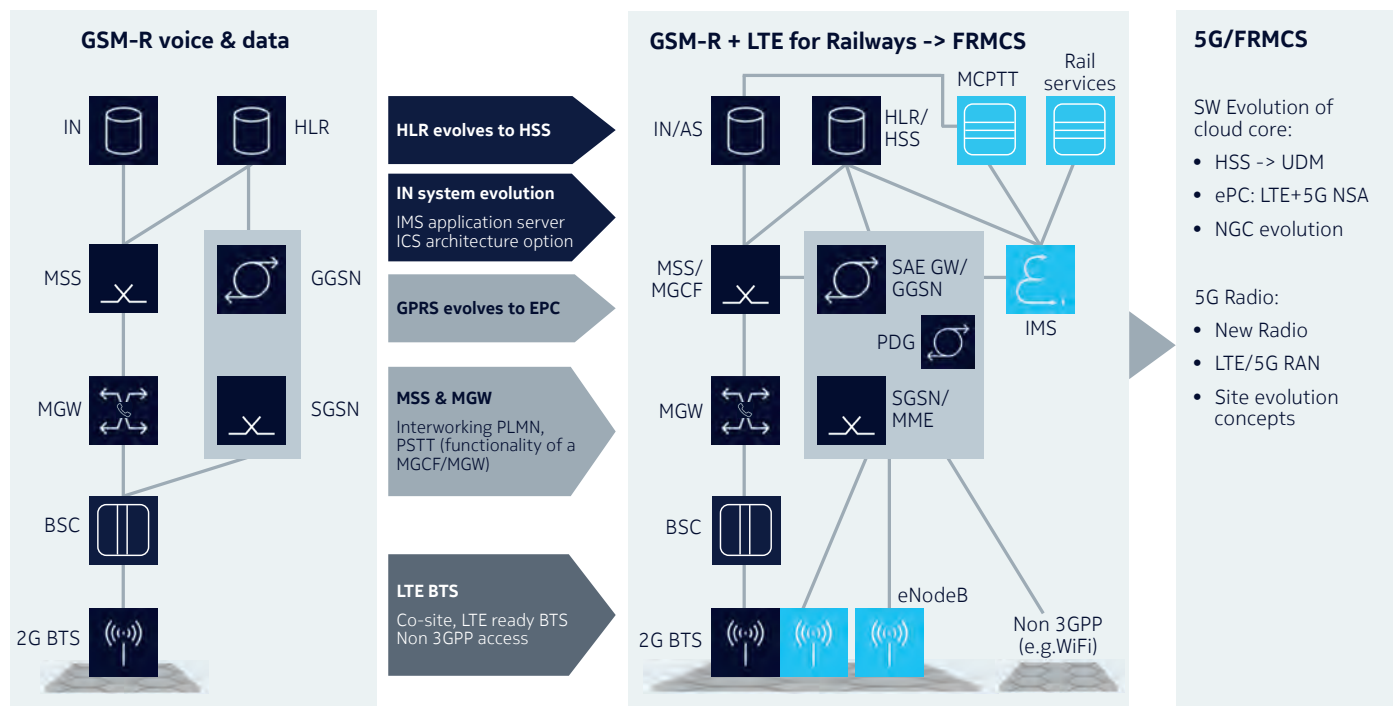 GSM-R voice & data
IN
HLR
MSS
GGSN
MGW
SGSN
BSC
2G BTS
HLR evolves to HSS
IN system evolution
IMS application server
ICS architecture option
GPRS evolves to EPC
MSS & MGW
Interworking PLMN,
PSTT (functionality of a
MGCF/MGW)
LTE BTS
Co-site, LTE ready BTS
Non 3GPP access
GSM-R + LTE for Railways -> FRMCS
MCPTT
Rail
services
IN/AS
HLR/
HSS
MSS/
MGCF
SAE GW/
GGSN
IMS
PDG
MGW
SGSN/
MME
BSC
eNodeB
2G BTS
Non 3GPP
(e.g.WiFi)
5G/FRMCS
SW Evolution of
cloud core:
• HSS -> UDM
• ePC: LTE+5G NSA
• NGC evolution
5G Radio:
• New Radio
• LTE/5G RAN
• Site evolution
concepts